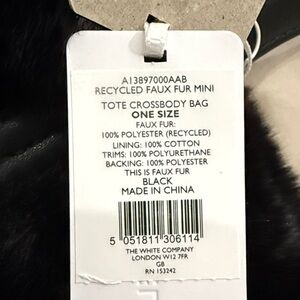 A13897000AAB
RECYCLED FAUX FUR MINI
TOTE CROSSBODY BAG
ONE SIZE
FAUX FUR:
100% POLYESTER (RECYCLED)
LINING: 100% COTTON
TRIMS: 100% POLYURETHANE
BACKING: 100% POLYESTER
THIS IS FAUX FUR
BLACK
MADE IN CHINA
5 051811 306114
THE WHITE COMPANY
LONDON W12 7FR
GB
RN 153242